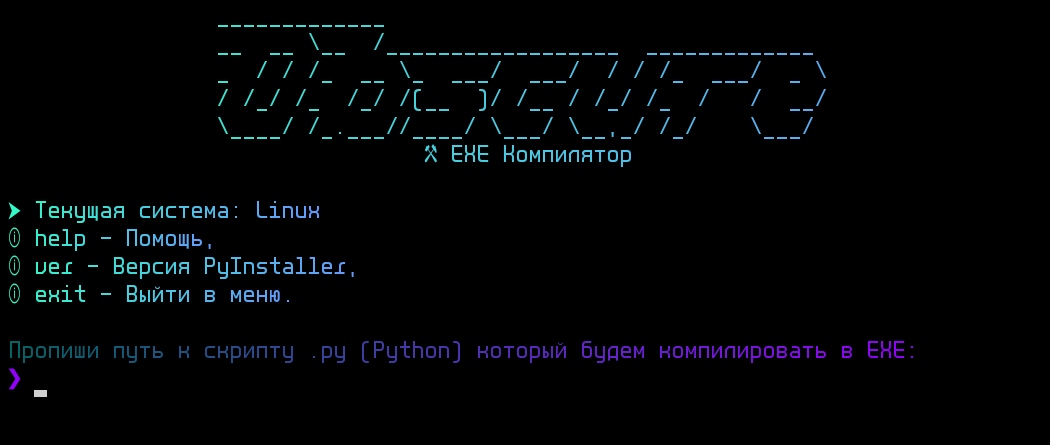 Obscure
⚒ EXE Компилятор
➤ Текущая система: Linux
ⓘ help - Помощь,
ⓘ ver - Версия PyInstaller,
ⓘ exit - Выйти в меню.
Пропиши путь к скрипту .py (Python) который будем компилировать в EXE:
❯